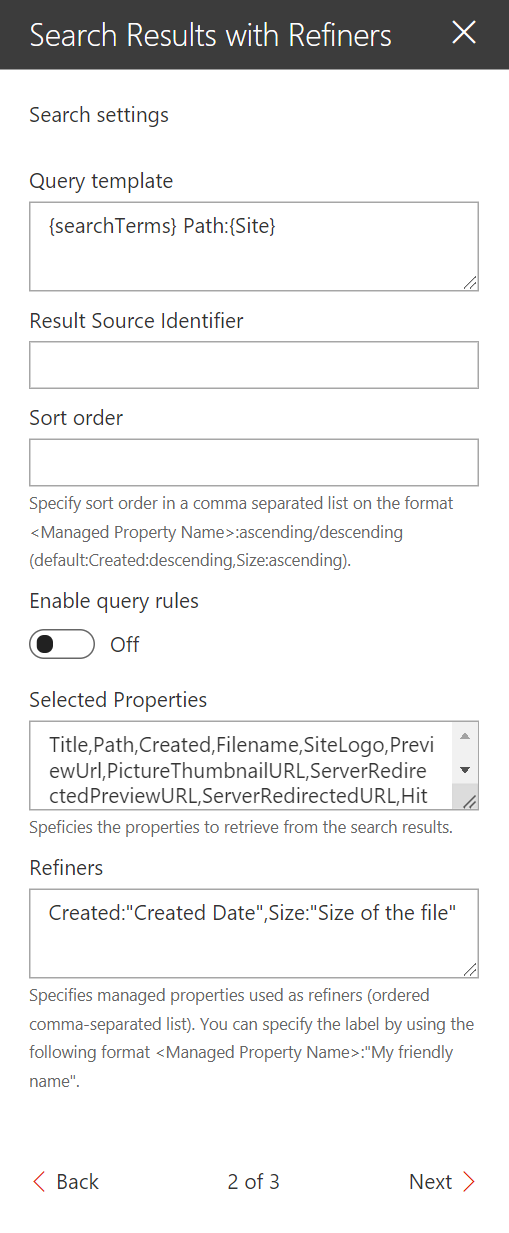 Search Results with Refiners
Search settings
Query template
{searchTerms} Path:{Site}
Result Source Identifier
Sort order
Specify sort order in a comma separated list on the format
<Managed Property Name>:ascending/descending
(default:Created:descending,Size:ascending).
Enable query rules
Off
Selected Properties
Title,Path,Created,Filename,SiteLogo,Previ
ewUrl,PictureThumbnailURL,ServerRedire
ctedPreviewURL,ServerRedirectedURL,Hit
Speficies the properties to retrieve from the search results.
Refiners
Created:"Created Date",Size:"Size of the file"
Specifies managed properties used as refiners (ordered
comma-separated list). You can specify the label by using the
following format <Managed Property Name>:"My friendly
name".
Back 2 of 3 Next